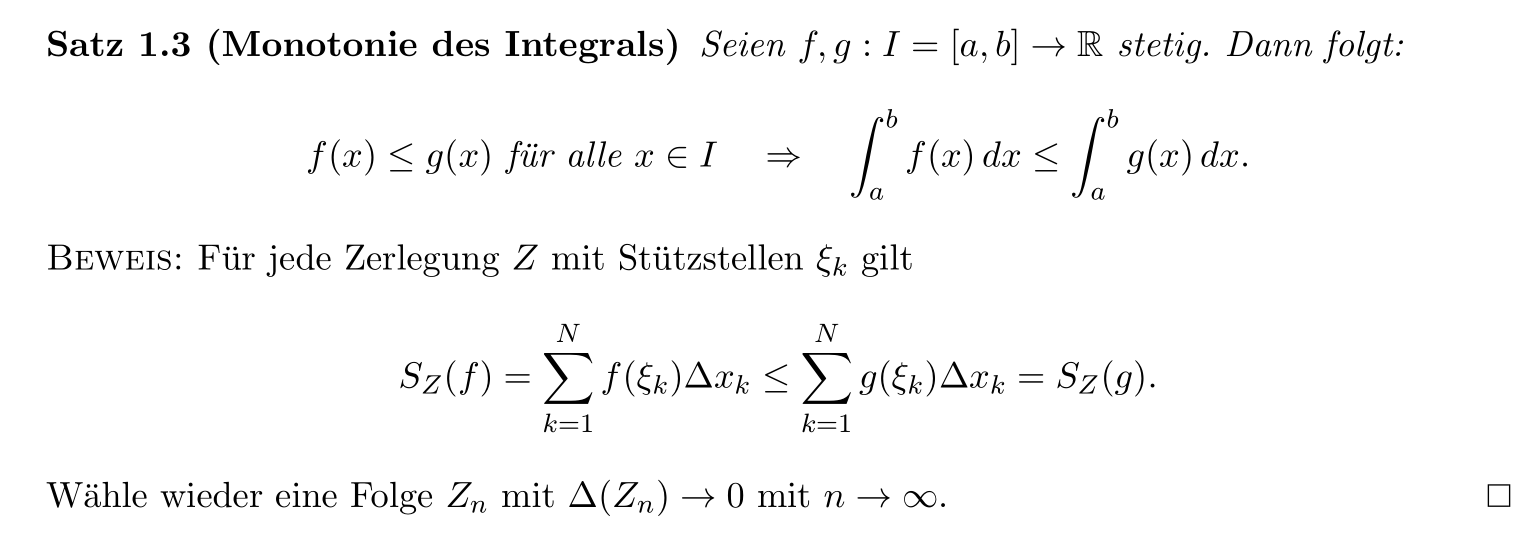 Satz 1.3 (Monotonie des Integrals) Seien f, g : I = [a, b] → ℝ stetig. Dann folgt:
f(x) ≤ g(x) für alle x ∈ I ⇒ ∫_a^b f(x) dx ≤ ∫_a^b g(x) dx.
BEWEIS: Für jede Zerlegung Z mit Stützstellen ξ_k gilt
S_Z(f) = ∑_{k=1}^N f(ξ_k)Δx_k ≤ ∑_{k=1}^N g(ξ_k)Δx_k = S_Z(g).
Wähle wieder eine Folge Z_n mit Δ(Z_n) → 0 mit n → ∞. □